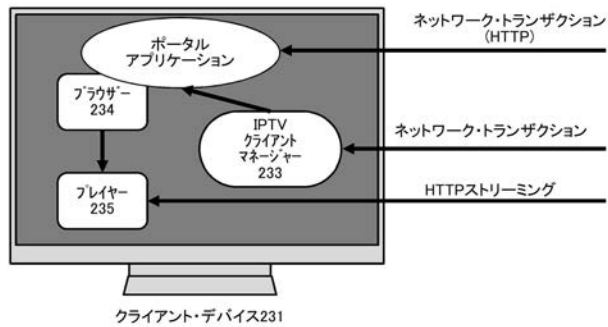 ポータル
アプリケーション
ブラウザー
234
IPTV
クライアント
マネージャー
233
プレイヤー
235
ネットワーク・トランザクション
(HTTP)
ネットワーク・トランザクション
HTTPストリーミング
クライアント・デバイス231